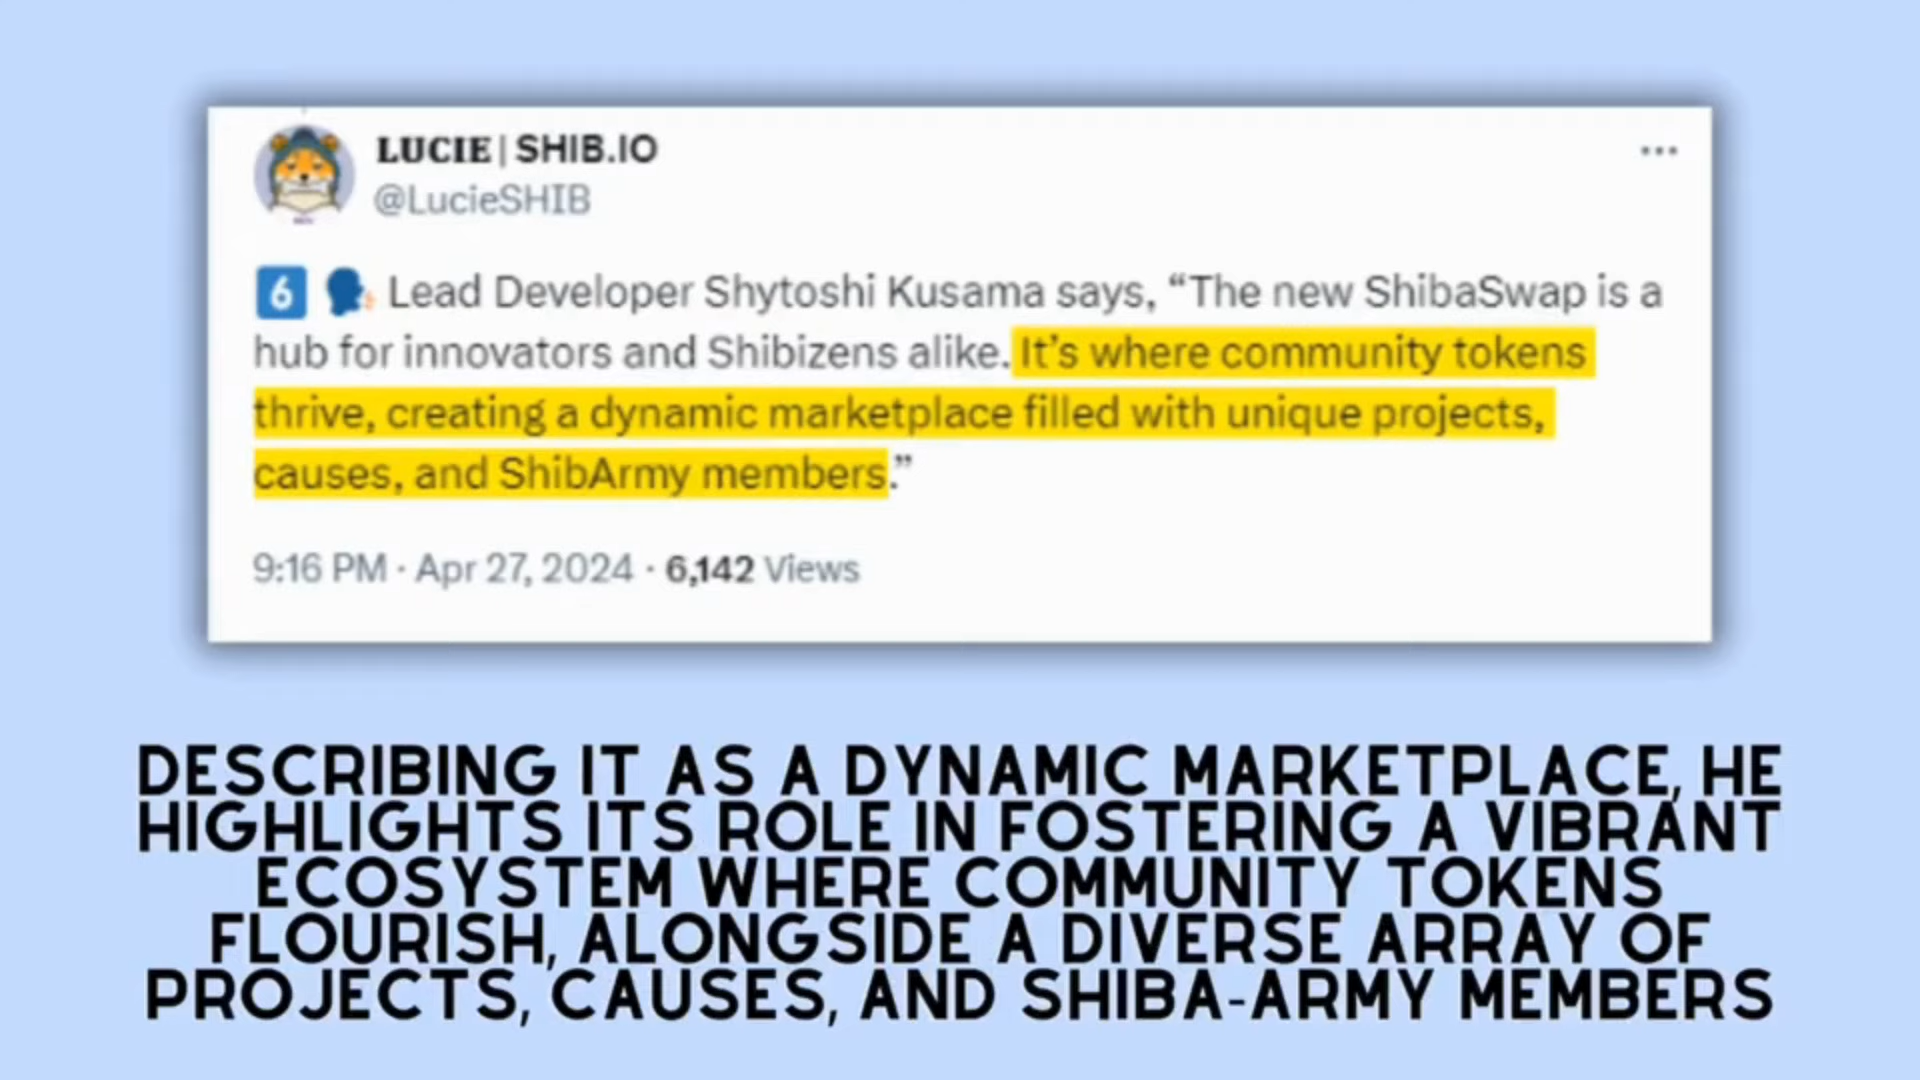 LUCIE | SHIB.IO
@LucieSHIB
6 Lead Developer Shytoshi Kusama says, “The new ShibaSwap is a
hub for innovators and Shibizens alike. It’s where community tokens
thrive, creating a dynamic marketplace filled with unique projects,
causes, and ShibArmy members.”
9:16 PM · Apr 27, 2024 · 6,142 Views
DESCRIBING IT AS A DYNAMIC MARKETPLACE, HE
HIGHLIGHTS ITS ROLE IN FOSTERING A VIBRANT
ECOSYSTEM WHERE COMMUNITY TOKENS
FLOURISH, ALONGSIDE A DIVERSE ARRAY OF
PROJECTS, CAUSES, AND SHIBA-ARMY MEMBERS